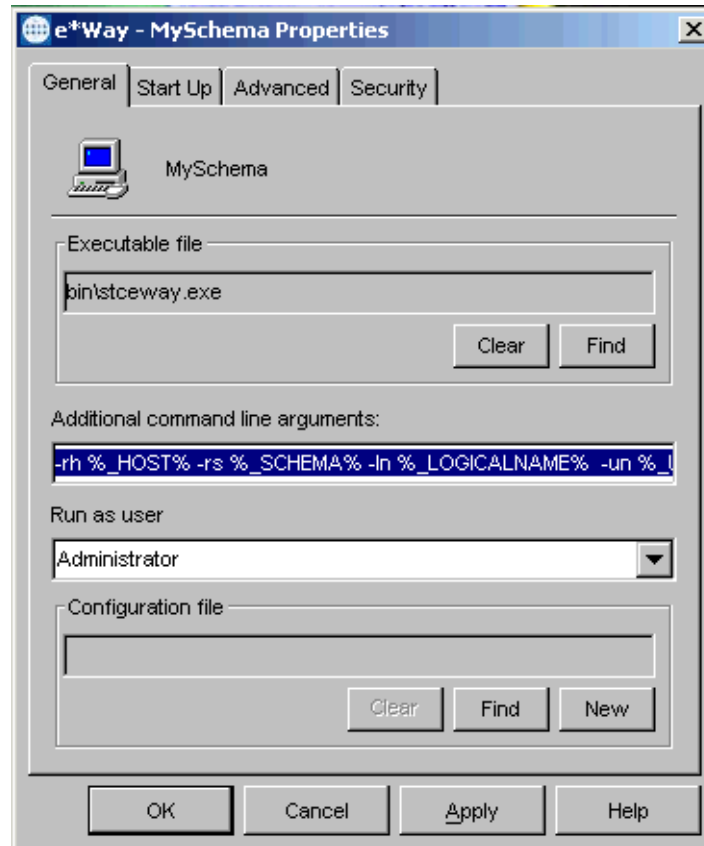 e*Way - MySchema Properties
General Start Up Advanced Security
MySchema
Executable file
bin\stceway.exe
Clear Find
Additional command line arguments:
-rh %_HOST% -rs %_SCHEMA% -ln %_LOGICALNAME%  -un %_U
Run as user
Administrator
Configuration file
Clear Find New
OK Cancel Apply Help